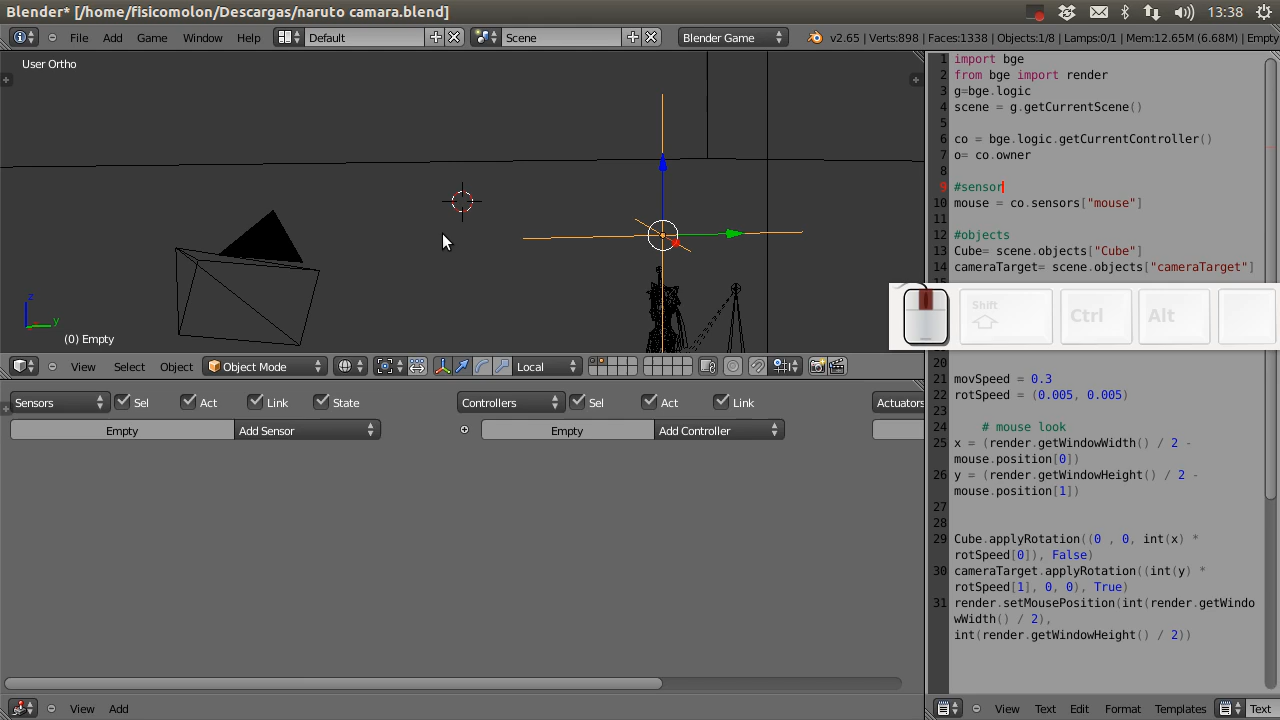 Blender* [/home/fisicomolon/Descargas/naruto camara.blend]
13:38
File Add Game Window Help Default Scene Blender Game v2.65 | Verts:898 | Faces:1338 | Objects:1/8 | Lamps:0/1 | Mem:12.65M (6.68M) | Empty
User Ortho
z
y
(0) Empty
View Select Object Object Mode Local
Sensors Sel Act Link State Controllers Sel Act Link Actuators
Empty Add Sensor Empty Add Controller
View Add
1 import bge
2 from bge import render
3 g=bge.logic
4 scene = g.getCurrentScene()
5
6 co = bge.logic.getCurrentController()
7 o= co.owner
8
9 #sensor
10 mouse = co.sensors["mouse"]
11
12 #objects
13 Cube= scene.objects["Cube"]
14 cameraTarget= scene.objects["cameraTarget"]
Shift Ctrl Alt
20
21 movSpeed = 0.3
22 rotSpeed = (0.005, 0.005)
23
24 # mouse look
25 x = (render.getWindowWidth() / 2 -
mouse.position[0])
26 y = (render.getWindowHeight() / 2 -
mouse.position[1])
27
28
29 Cube.applyRotation((0 , 0, int(x) *
rotSpeed[0]), False)
30 cameraTarget.applyRotation((int(y) *
rotSpeed[1], 0, 0), True)
31 render.setMousePosition(int(render.getWindo
wWidth() / 2),
int(render.getWindowHeight() / 2))
View Text Edit Format Templates Text